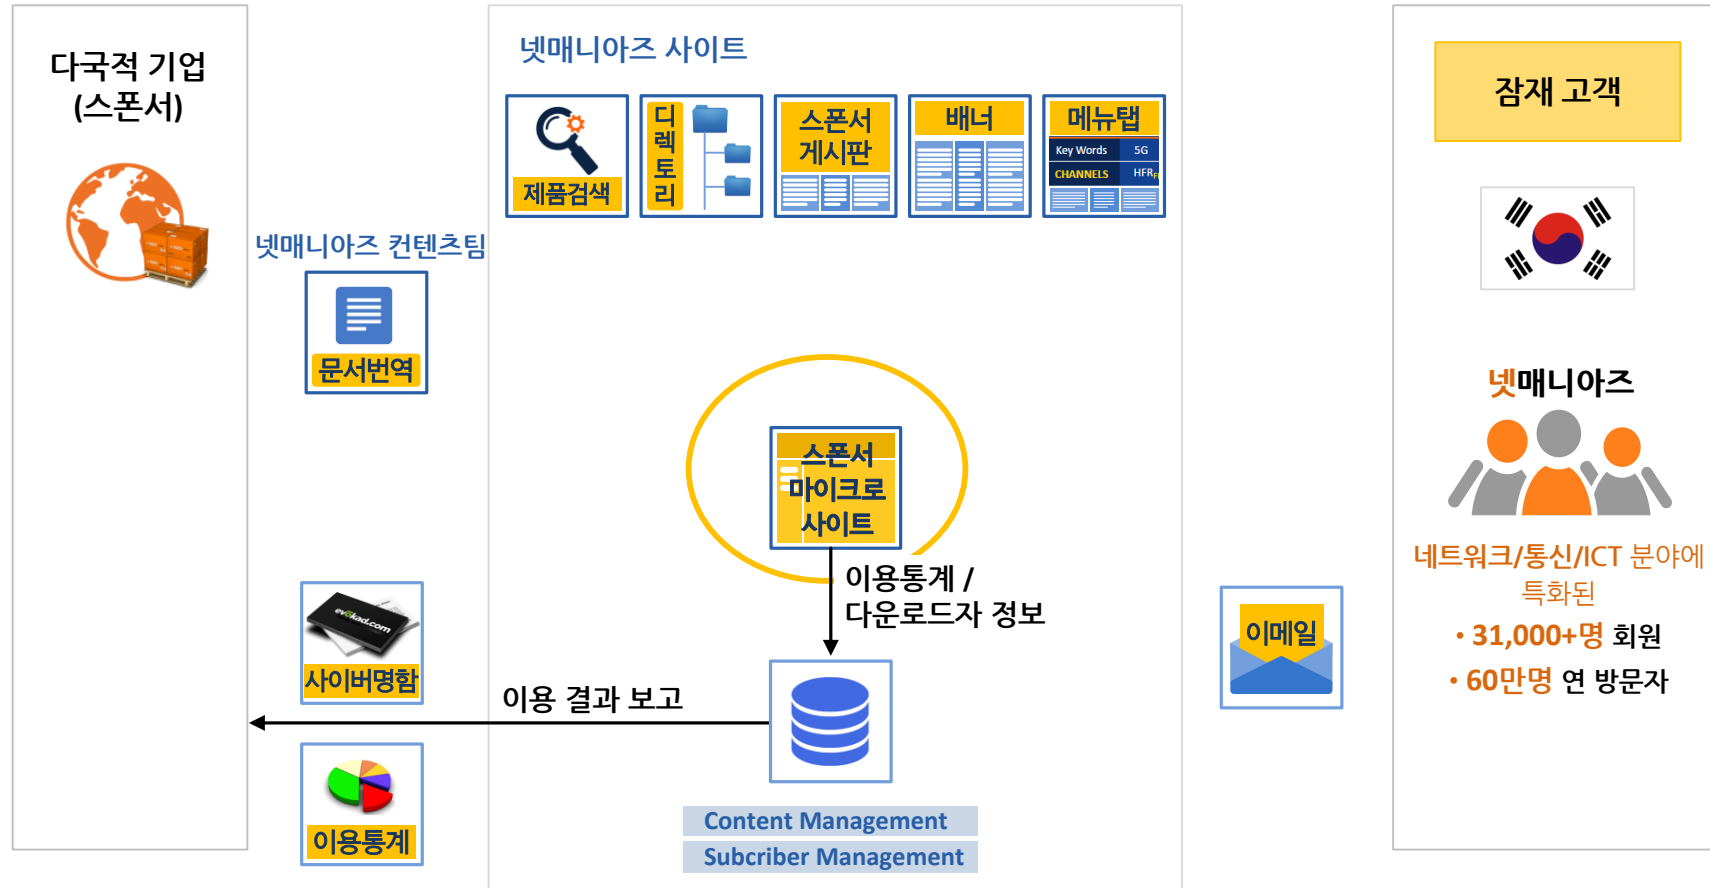 다국적 기업
(스폰서)
넷매니아즈 컨텐츠팀
문서번역
사이버명함
evokad.com
이용통계
넷매니아즈 사이트
제품검색
디렉토리
스폰서
게시판
배너
메뉴탭
Key Words 5G
CHANNELS HFR
스폰서
마이크로
사이트
이용통계 /
다운로드자 정보
이용 결과 보고
Content Management
Subcriber Management
이메일
잠재 고객
넷매니아즈
네트워크/통신/ICT 분야에
특화된
• 31,000+명 회원
• 60만명 연 방문자